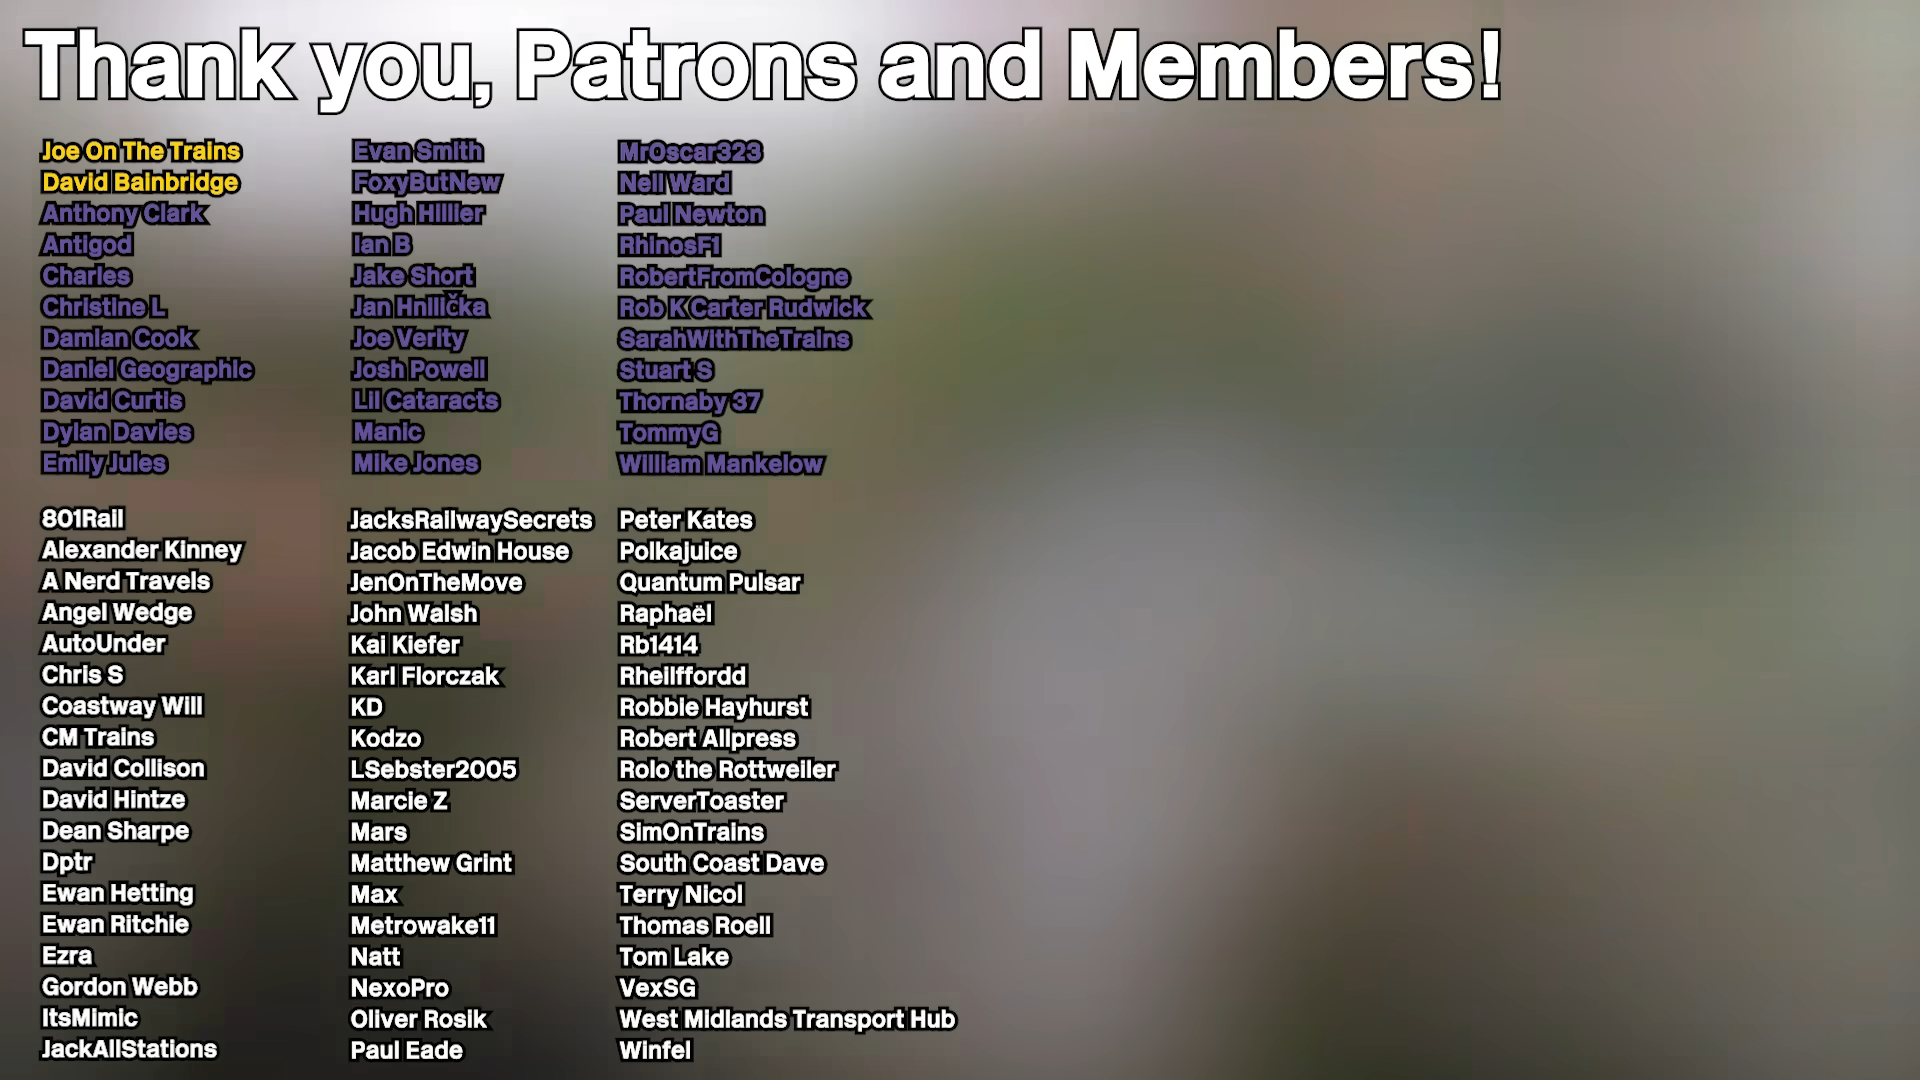 Thank you, Patrons and Members!
Joe On The Trains
David Bainbridge
Anthony Clark
Antigod
Charles
Christine L
Damian Cook
Daniel Geographic
David Curtis
Dylan Davies
Emily Jules
Evan Smith
FoxyButNew
Hugh Hillier
Ian B
Jake Short
Jan Hnilička
Joe Verity
Josh Powell
Lil Cataracts
Manic
Mike Jones
MrOscar323
Neil Ward
Paul Newton
RhinosF1
RobertFromCologne
Rob K Carter Rudwick
SarahWithTheTrains
Stuart S
Thornaby 37
TommyG
William Mankelow
801Rail
Alexander Kinney
A Nerd Travels
Angel Wedge
AutoUnder
Chris S
Coastway Will
CM Trains
David Collison
David Hintze
Dean Sharpe
Dptr
Ewan Hetting
Ewan Ritchie
Ezra
Gordon Webb
ItsMimic
JackAllStations
JacksRailwaySecrets
Jacob Edwin House
JenOnTheMove
John Walsh
Kai Kiefer
Karl Florczak
KD
Kodzo
LSebster2005
Marcie Z
Mars
Matthew Grint
Max
Metrowake11
Natt
NexoPro
Oliver Rosik
Paul Eade
Peter Kates
Polkajuice
Quantum Pulsar
Raphaël
Rb1414
Rheilffordd
Robbie Hayhurst
Robert Allpress
Rolo the Rottweiler
ServerToaster
SimOnTrains
South Coast Dave
Terry Nicol
Thomas Roell
Tom Lake
VexSG
West Midlands Transport Hub
Winfel